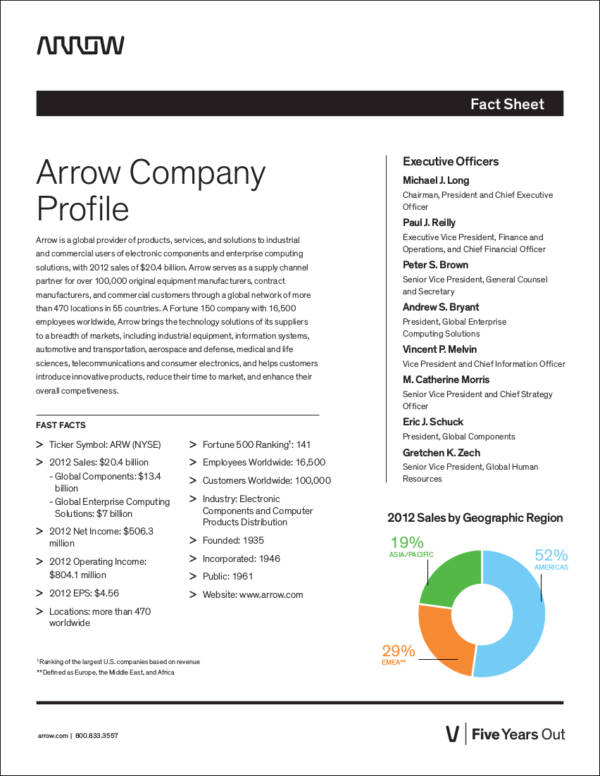 ARROW
Fact Sheet
Arrow Company
Profile
Arrow is a global provider of products, services, and solutions to industrial
and commercial users of electronic components and enterprise computing
solutions, with 2012 sales of $20.4 billion. Arrow serves as a supply channel
partner for over 100,000 original equipment manufacturers, contract
manufacturers, and commercial customers through a global network of more
than 470 locations in 55 countries. A Fortune 150 company with 16,500
employees worldwide, Arrow brings the technology solutions of its suppliers
to a breadth of markets, including industrial equipment, information systems,
automotive and transportation, aerospace and defense, medical and life
sciences, telecommunications and consumer electronics, and helps customers
introduce innovative products, reduce their time to market, and enhance their
overall competiveness.
FAST FACTS
> Ticker Symbol: ARW (NYSE)
> 2012 Sales: $20.4 billion
- Global Components: $13.4
billion
- Global Enterprise Computing
Solutions: $7 billion
> 2012 Net Income: $506.3
million
> 2012 Operating Income:
$804.1 million
> 2012 EPS: $4.56
> Locations: more than 470
worldwide
> Fortune 500 Ranking¹: 141
> Employees Worldwide: 16,500
> Customers Worldwide: 100,000
> Industry: Electronic
Components and Computer
Products Distribution
> Founded: 1935
> Incorporated: 1946
> Public: 1961
> Website: www.arrow.com
¹ Ranking of the largest U.S. companies based on revenue
**Defined as Europe, the Middle East, and Africa
Executive Officers
Michael J. Long
Chairman, President and Chief Executive
Officer
Paul J. Reilly
Executive Vice President, Finance and
Operations, and Chief Financial Officer
Peter S. Brown
Senior Vice President, General Counsel
and Secretary
Andrew S. Bryant
President, Global Enterprise
Computing Solutions
Vincent P. Melvin
Vice President and Chief Information Officer
M. Catherine Morris
Senior Vice President and Chief Strategy
Officer
Eric J. Schuck
President, Global Components
Gretchen K. Zech
Senior Vice President, Global Human
Resources
2012 Sales by Geographic Region
19%
ASIA/PACIFIC
52%
AMERICAS
29%
EMEA**
arrow.com | 800.833.3557
Five Years Out